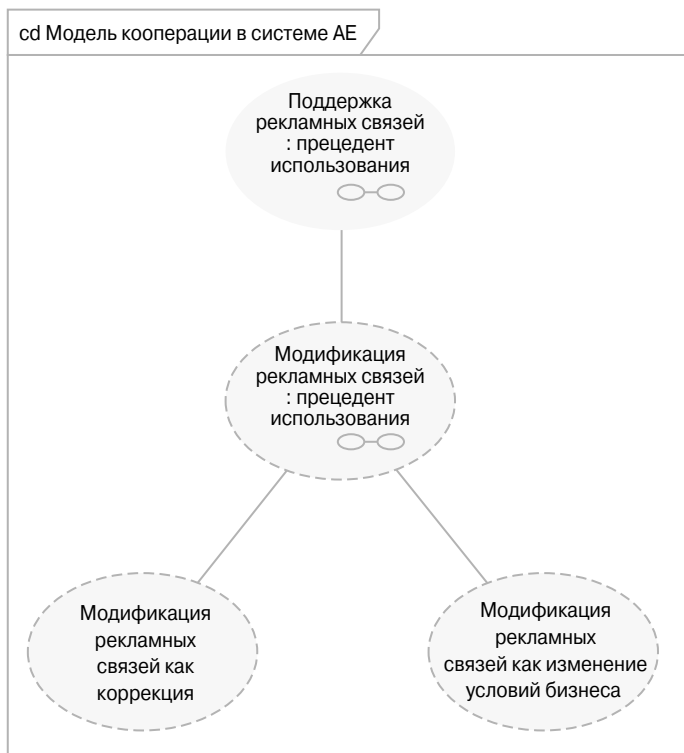 cd Модель кооперации в системе AE
Поддержка
рекламных связей
: прецедент
использования
Модификация
рекламных связей
: прецедент
использования
Модификация
рекламных
связей как
коррекция
Модификация
рекламных
связей как изменение
условий бизнеса